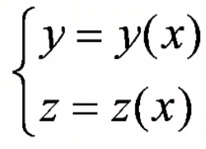 y = y(x)
z = z(x)